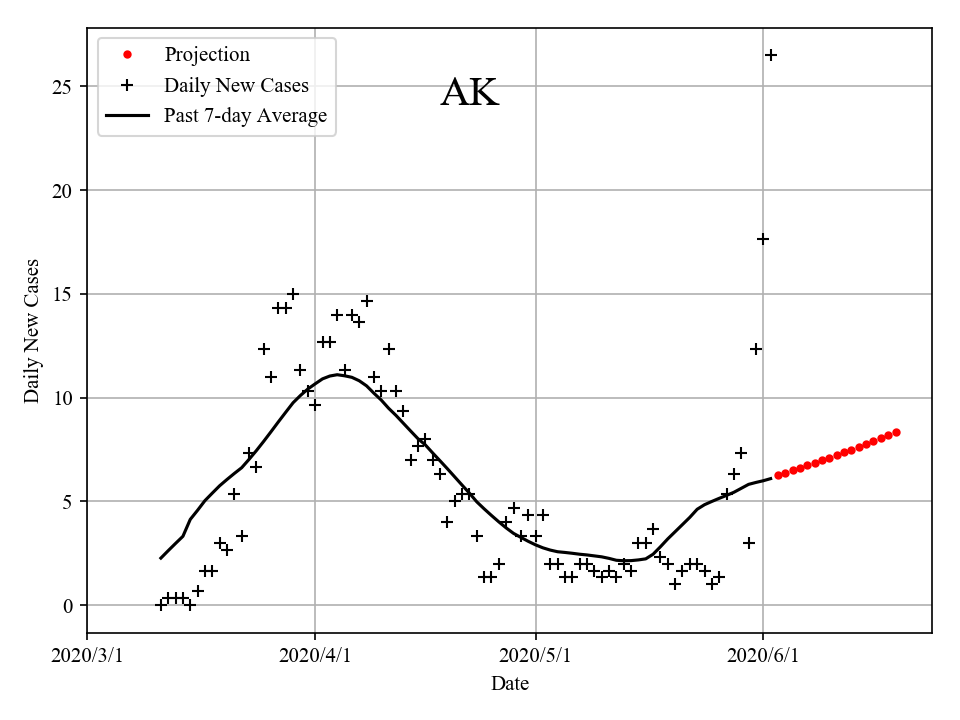 Projection
Daily New Cases
Past 7-day Average
AK
25
20
15
10
5
0
Daily New Cases
2020/3/1
2020/4/1
2020/5/1
2020/6/1
Date